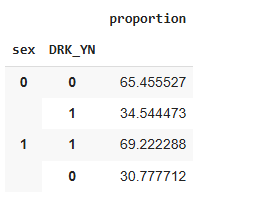 proportion
sex DRK_YN
0 0 65.455527
1 34.544473
1 1 69.222288
0 30.777712